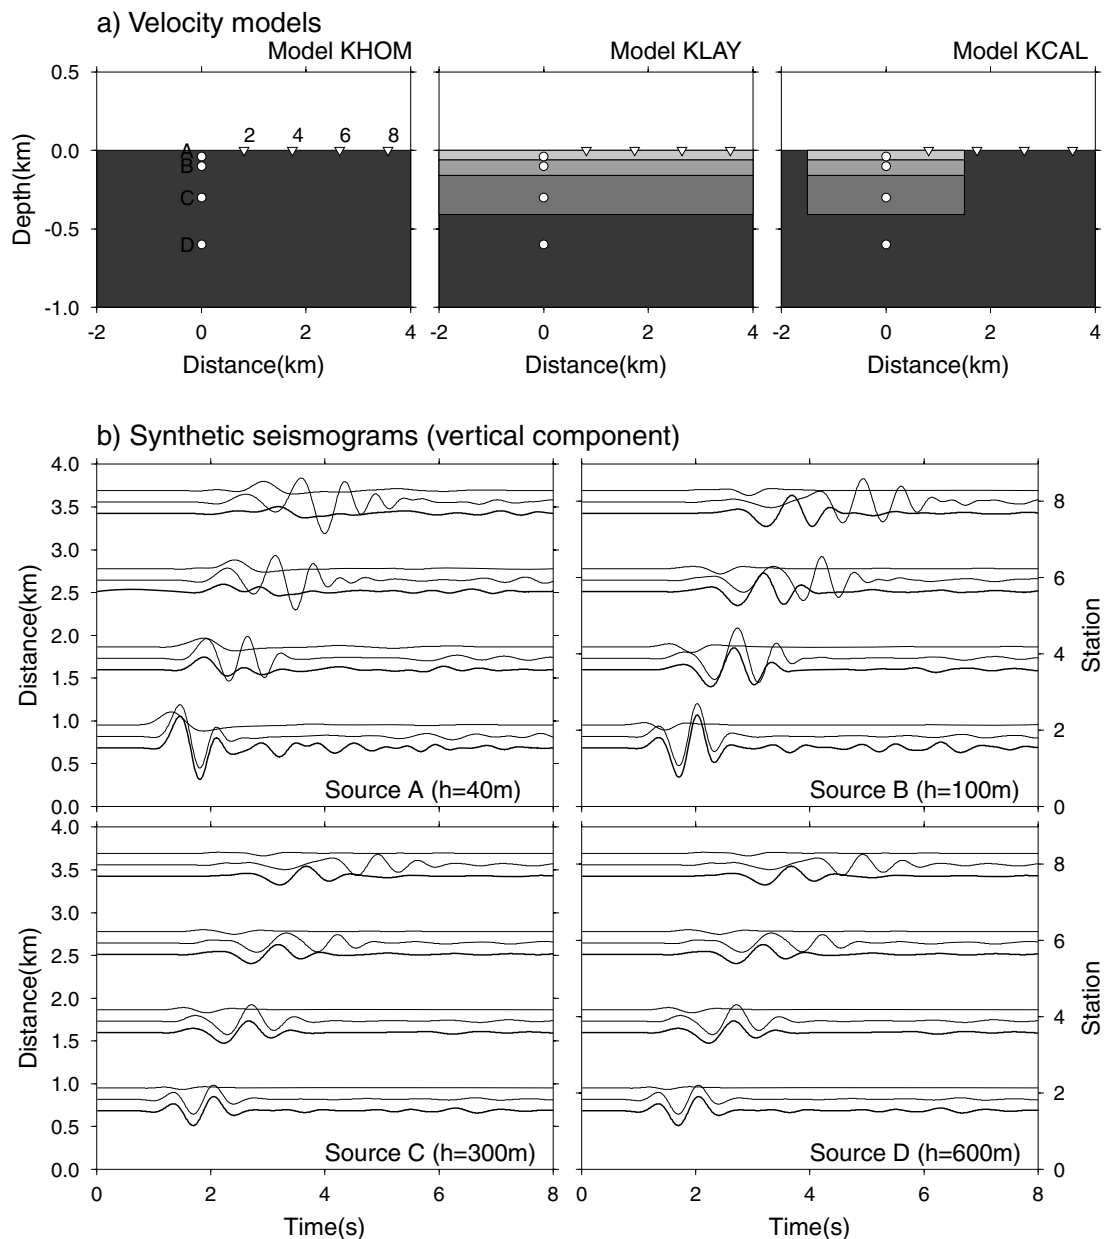 a) Velocity models
Model KHOM
Model KLAY
Model KCAL
0.5
0.0
-0.5
-1.0
Depth(km)
2 4 6 8
A
B
C
D
-2 0 2 4
-2 0 2 4
-2 0 2 4
Distance(km)
Distance(km)
Distance(km)
b) Synthetic seismograms (vertical component)
4.0
3.5
3.0
2.5
2.0
1.5
1.0
0.5
0.0
Distance(km)
Source A (h=40m)
Source B (h=100m)
8
6
4
2
0
Station
4.0
3.5
3.0
2.5
2.0
1.5
1.0
0.5
0.0
Distance(km)
Source C (h=300m)
Source D (h=600m)
8
6
4
2
0
Station
0 2 4 6 8
0 2 4 6 8
Time(s)
Time(s)